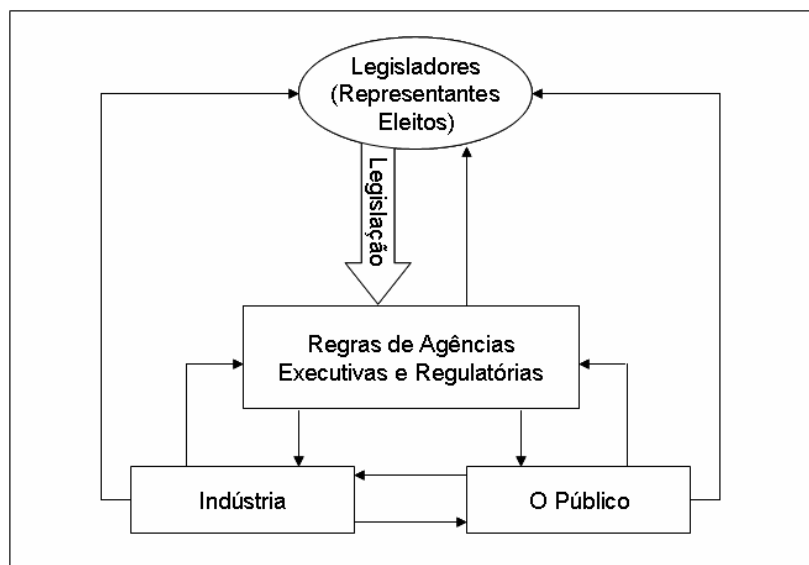 Legisladores
(Representantes
Eleitos)
Legislação
Regras de Agências
Executivas e Regulatórias
Indústria
O Público